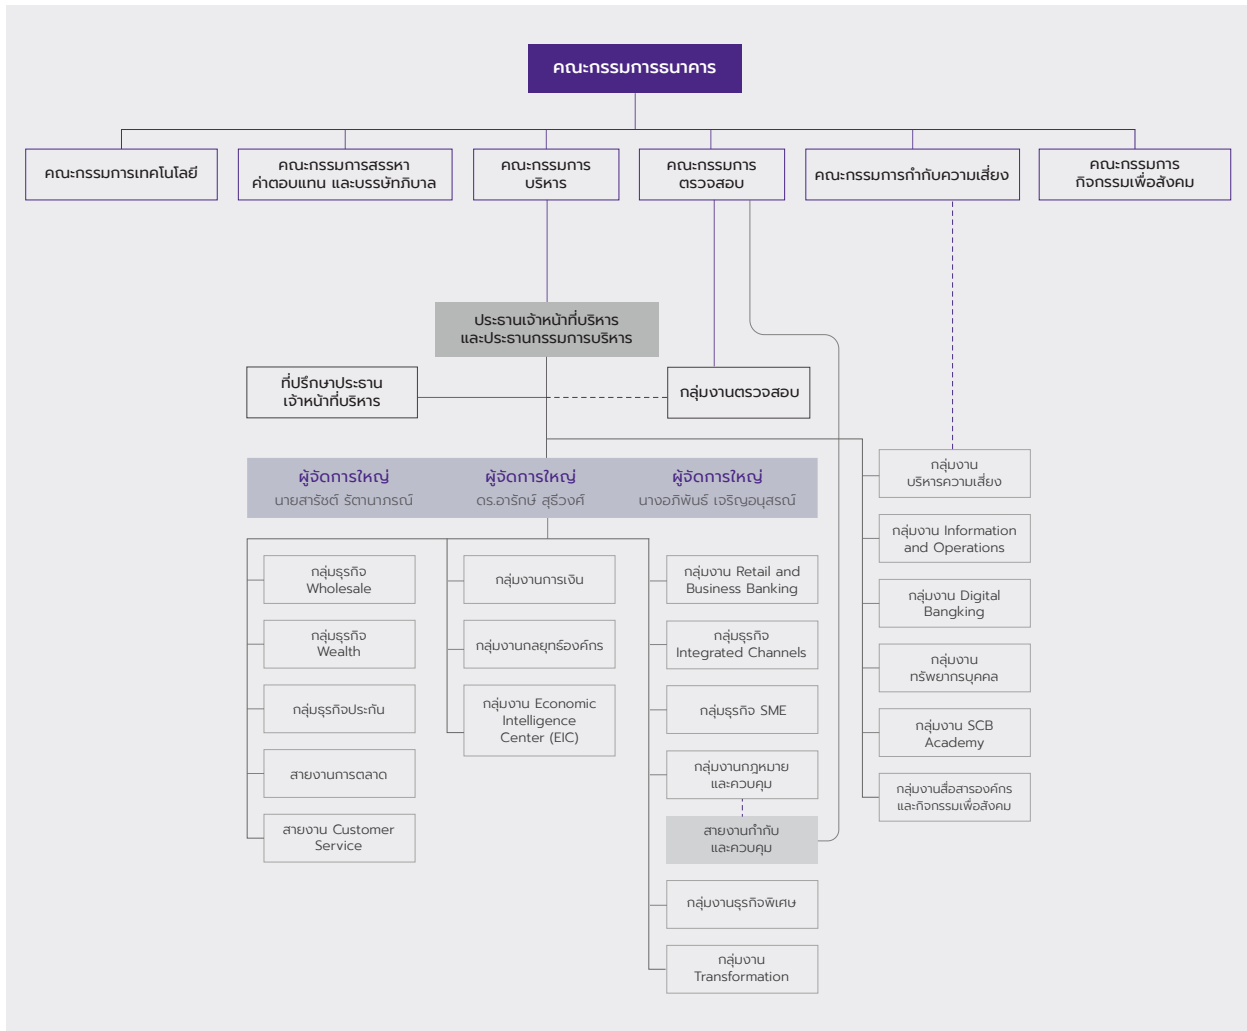 คณะกรรมการธนาคาร
คณะกรรมการเทคโนโลยี
คณะกรรมการสรรหา
ค่าตอบแทน และบรรษัทภิบาล
คณะกรรมการ
บริหาร
คณะกรรมการ
ตรวจสอบ
คณะกรรมการกำกับความเสี่ยง
คณะกรรมการ
กิจกรรมเพื่อสังคม
ประธานเจ้าหน้าที่บริหาร
และประธานกรรมการบริหาร
ที่ปรึกษาประธาน
เจ้าหน้าที่บริหาร
กลุ่มงานตรวจสอบ
ผู้จัดการใหญ่
นายสารัชต์ รัตานาภรณ์
ผู้จัดการใหญ่
ดร.อารักษ์ สุธีวงศ์
ผู้จัดการใหญ่
นางอภิพันธ์ เจริญอนุสรณ์
กลุ่มธุรกิจ
Wholesale
กลุ่มธุรกิจ
Wealth
กลุ่มธุรกิจประกัน
สายงานการตลาด
สายงาน Customer
Service
กลุ่มงานการเงิน
กลุ่มงานกลยุทธ์องค์กร
กลุ่มงาน Economic
Intelligence
Center (EIC)
กลุ่มงาน Retail and
Business Banking
กลุ่มธุรกิจ
Integrated Channels
กลุ่มธุรกิจ SME
กลุ่มงานกฎหมาย
และควบคุม
สายงานกำกับ
และควบคุม
กลุ่มงานธุรกิจพิเศษ
กลุ่มงาน
Transformation
กลุ่มงาน
บริหารความเสี่ยง
กลุ่มงาน Information
and Operations
กลุ่มงาน Digital
Bangking
กลุ่มงาน
ทรัพยากรบุคคล
กลุ่มงาน SCB
Academy
กลุ่มงานสื่อสารองค์กร
และกิจกรรมเพื่อสังคม